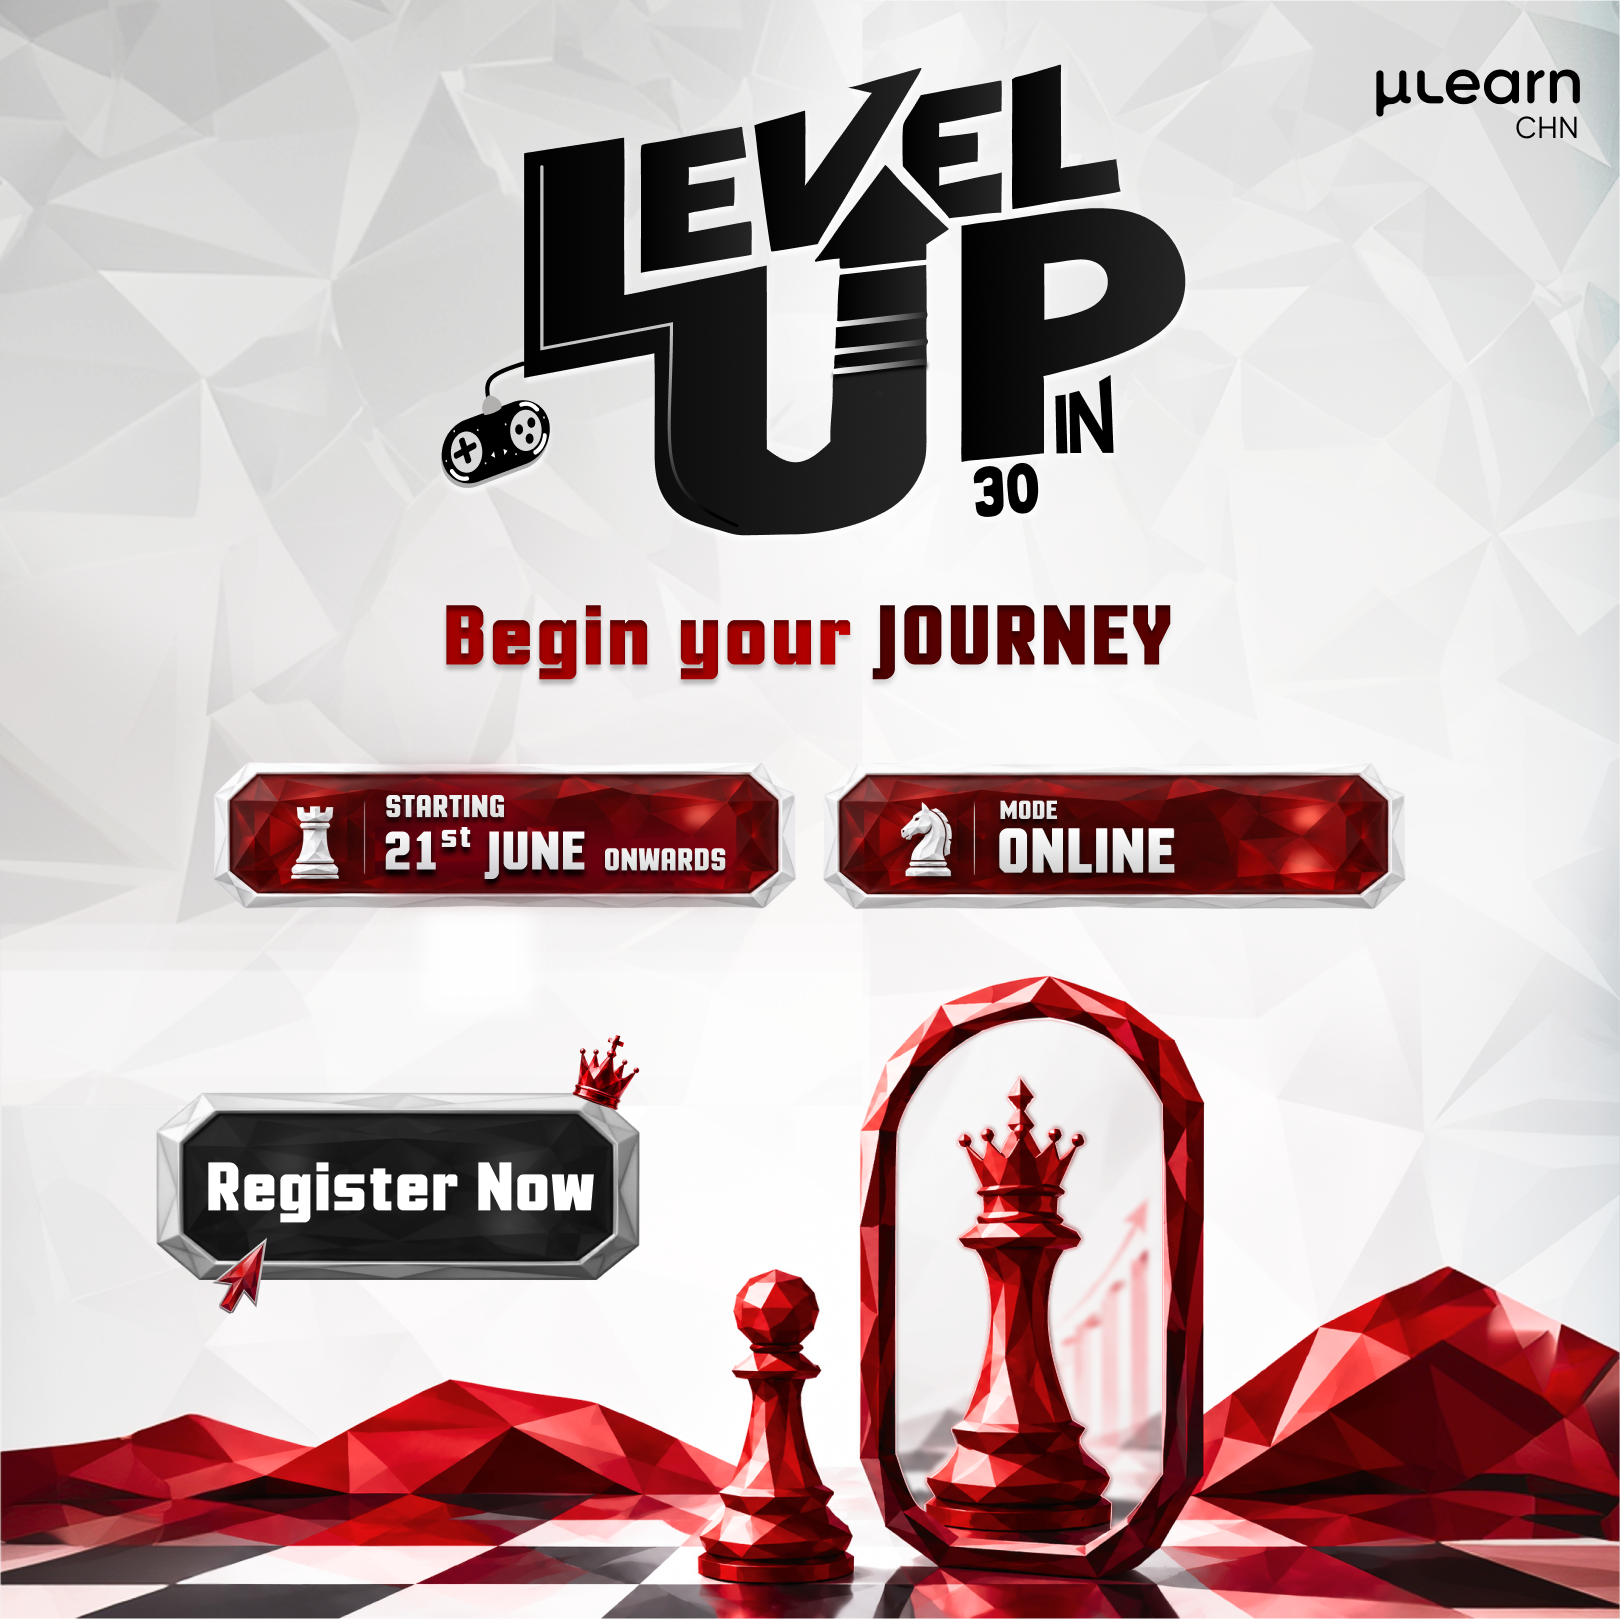 µLearn
CHN
LEVEL
UP
IN
30
Begin your JOURNEY
STARTING
21st JUNE ONWARDS
MODE
ONLINE
Register Now